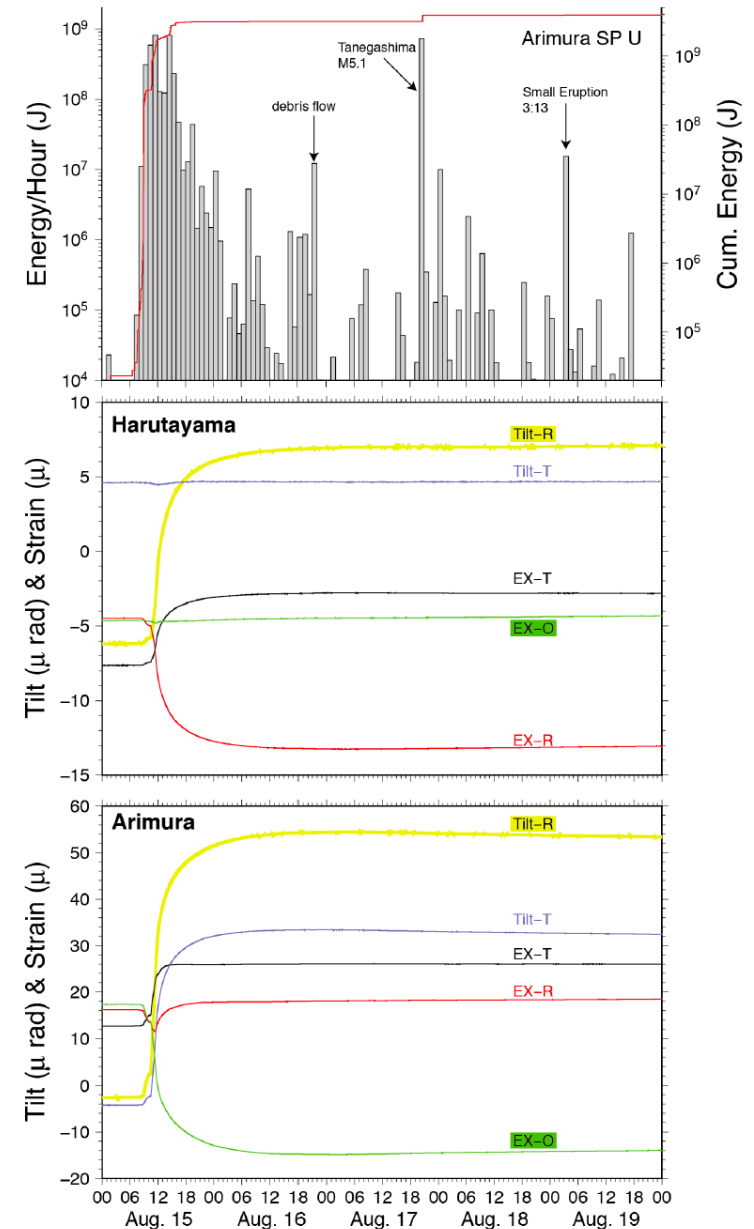 Arimura SP U
Tanegashima
M5.1
debris flow
Small Eruption
3:13
Energy/Hour (J)
10⁹
10⁸
10⁷
10⁶
10⁵
10⁴
Cum. Energy (J)
10⁹
10⁸
10⁷
10⁶
10⁵
Harutayama
Tilt (μ rad) & Strain (μ)
10
5
0
−5
−10
−15
Tilt−R
Tilt−T
EX−T
EX−O
EX−R
Arimura
Tilt (μ rad) & Strain (μ)
60
50
40
30
20
10
0
−10
−20
Tilt−R
Tilt−T
EX−T
EX−R
EX−O
00 06 12 18 00 06 12 18 00 06 12 18 00 06 12 18 00 06 12 18 00
Aug. 15 Aug. 16 Aug. 17 Aug. 18 Aug. 19